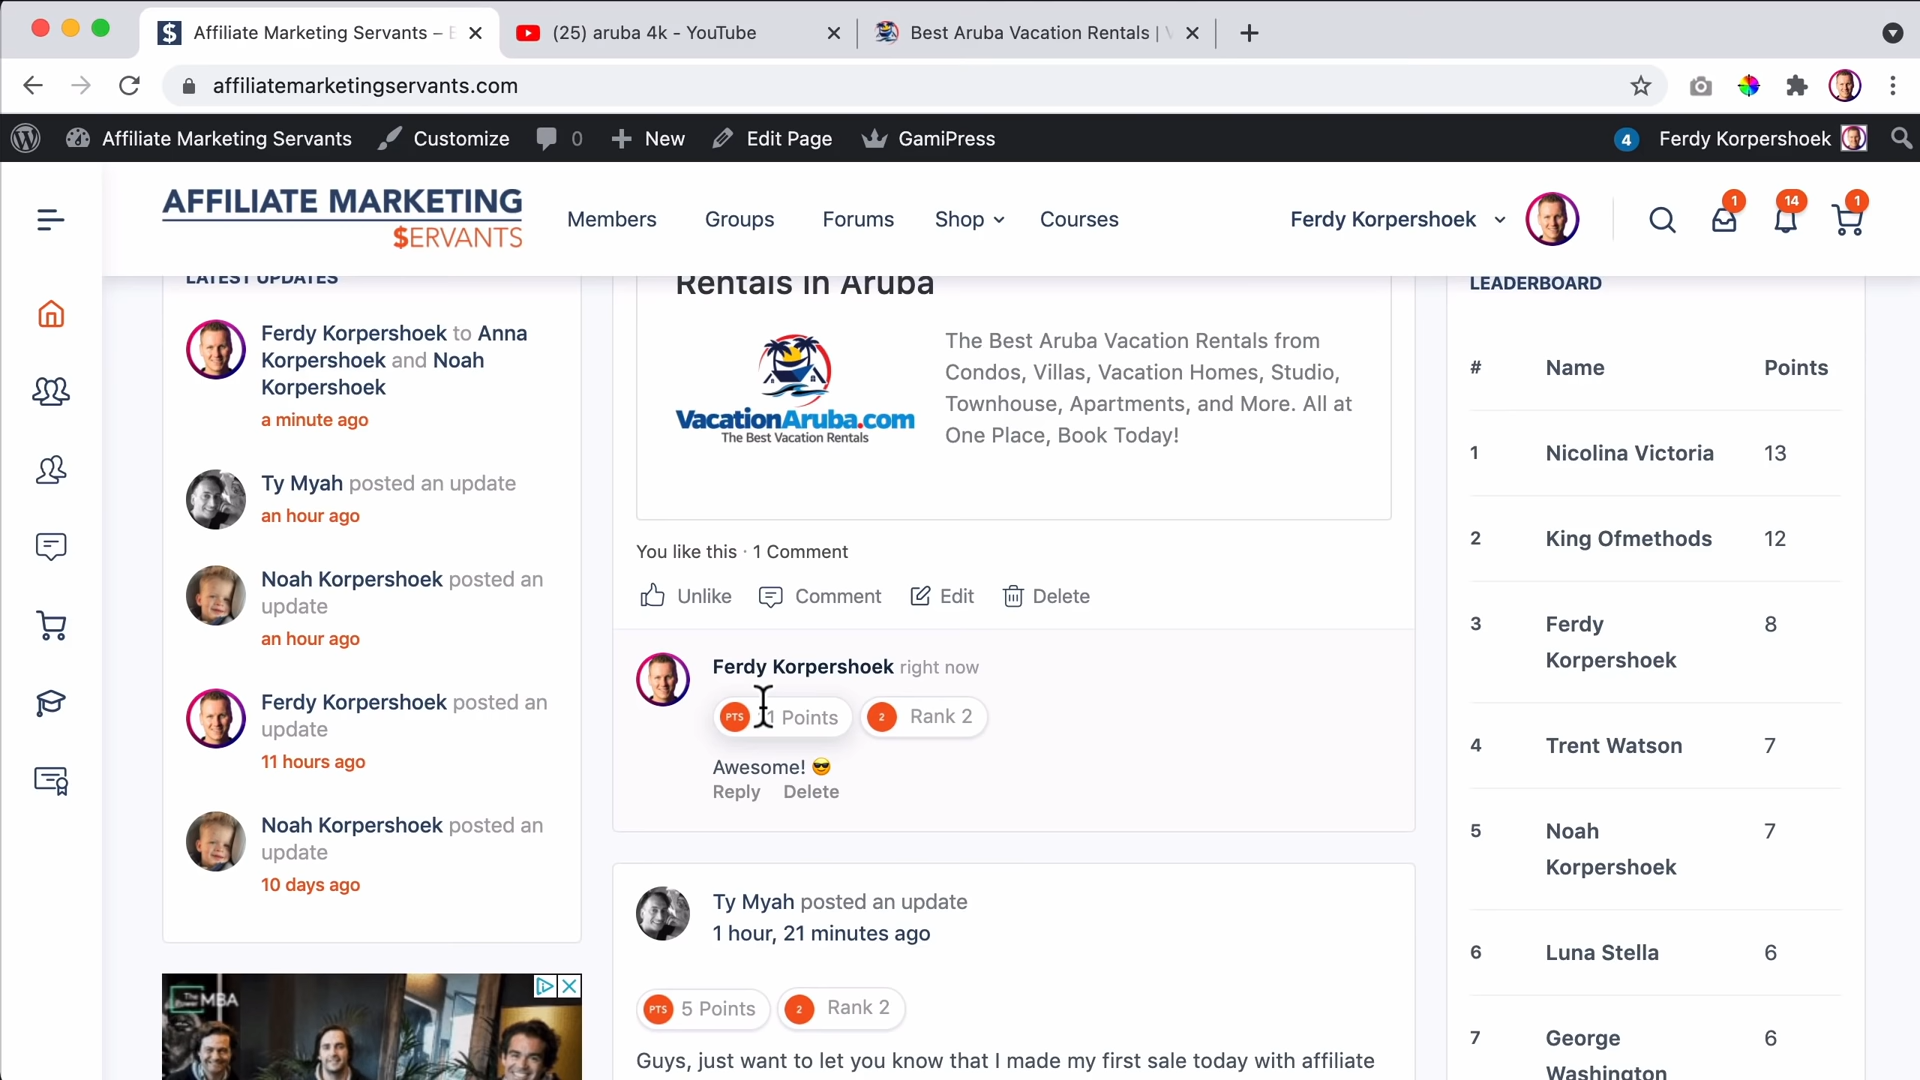 Affiliate Marketing Servants –
(25) aruba 4k - YouTube
Best Aruba Vacation Rentals |
affiliatemarketingservants.com
Affiliate Marketing Servants
Customize
0
New
Edit Page
GamiPress
4
Ferdy Korpershoek
AFFILIATE MARKETING
$ERVANTS
Members
Groups
Forums
Shop
Courses
Ferdy Korpershoek
1
14
1
LATEST UPDATES
Ferdy Korpershoek to Anna
Korpershoek and Noah
Korpershoek
a minute ago
Ty Myah posted an update
an hour ago
Noah Korpershoek posted an
update
an hour ago
Ferdy Korpershoek posted an
update
11 hours ago
Noah Korpershoek posted an
update
10 days ago
The Power MBA
Rentals in Aruba
VacationAruba.com
The Best Vacation Rentals
The Best Aruba Vacation Rentals from
Condos, Villas, Vacation Homes, Studio,
Townhouse, Apartments, and More. All at
One Place, Book Today!
You like this · 1 Comment
Unlike
Comment
Edit
Delete
Ferdy Korpershoek right now
PTS
Points
2
Rank 2
Awesome! 😎
Reply
Delete
Ty Myah posted an update
1 hour, 21 minutes ago
PTS
5 Points
2
Rank 2
Guys, just want to let you know that I made my first sale today with affiliate
LEADERBOARD
# Name Points
1 Nicolina Victoria 13
2 King Ofmethods 12
3 Ferdy Korpershoek 8
4 Trent Watson 7
5 Noah Korpershoek 7
6 Luna Stella 6
7 George Washington 6